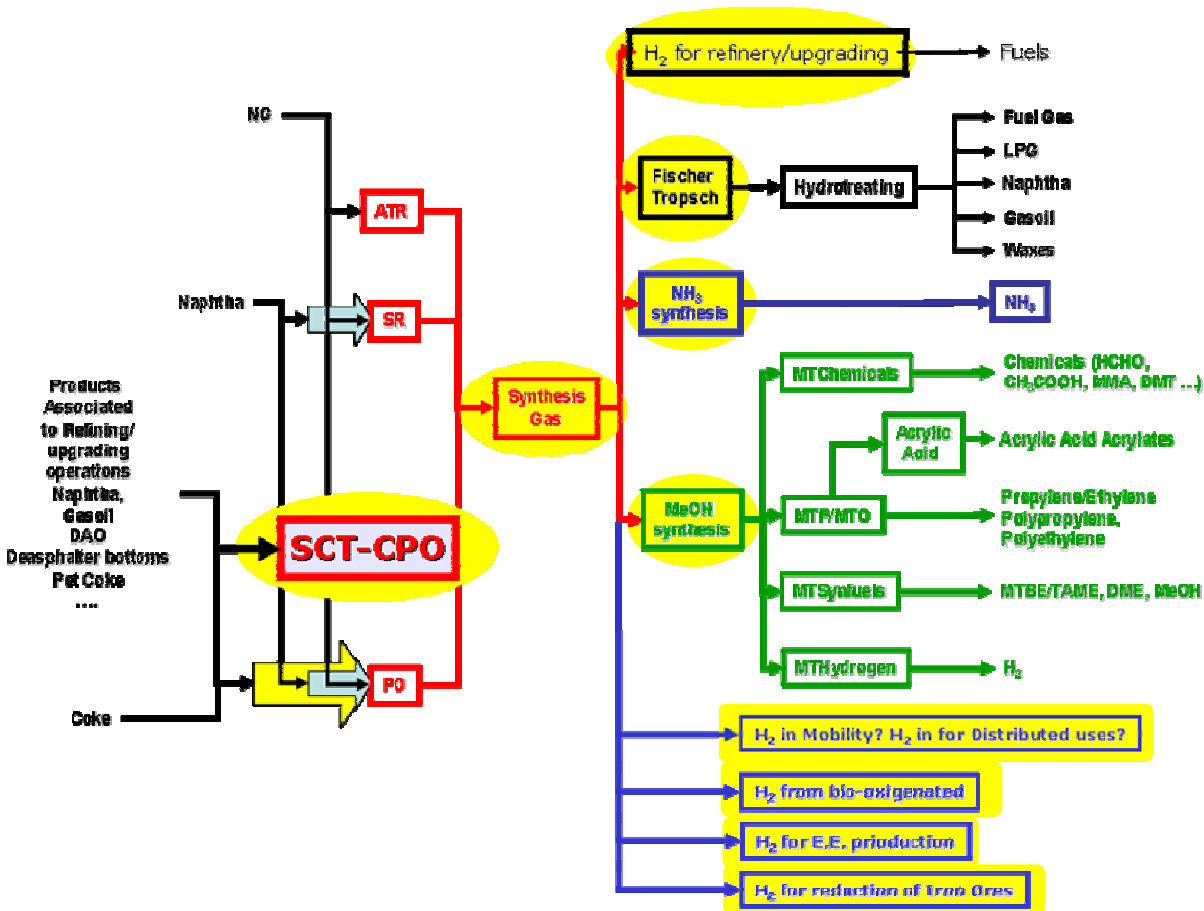 H2 for refinery/upgrading
Fuels
NG
Fuel Gas
LPG
Fischer
Tropsch
Hydrotreating
Naphtha
Gasoil
Waxes
ATR
Naphtha
SR
NH3
synthesis
NH3
Products
Associated
to Refining/
upgrading
operations
Naphtha,
Gasoil
DAO
Deasphalter bottoms
Pet Coke
....
Synthesis
Gas
MTChemicals
Chemicals (HCHO,
CH3COOH, MMA, DMT ...)
Acrylic
Acid
Acrylic Acid Acrylates
MeOH
synthesis
MTP/MTO
Propylene/Ethylene
Polypropylene,
Polyethylene
SCT-CPO
MTSynfuels
MTBE/TAME, DME, MeOH
MTHydrogen
H2
PO
Coke
H2 in Mobility? H2 in for Distributed uses?
H2 from bio-oxigenated
H2 for E.E. prioduction
H2 for reduction of Iron Ores